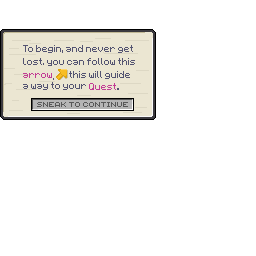 To begin, and never get
lost, you can follow this
arrow, this will guide
a way to your Quest.
SNEAK TO CONTINUE